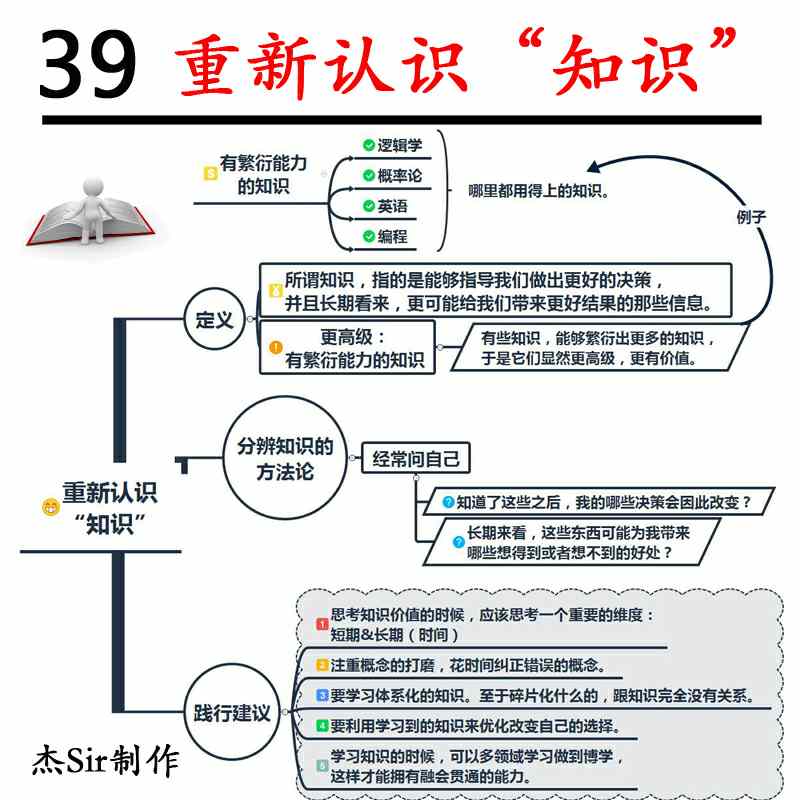 39 重新认识“知识”
有繁衍能力
的知识
逻辑学
概率论
英语
编程
哪里都用得上的知识。
例子
定义
所谓知识，指的是能够指导我们做出更好的决策，
并且长期看来，更可能给我们带来更好结果的那些信息。
更高级：
有繁衍能力的知识
有些知识，能够繁衍出更多的知识，
于是它们显然更高级，更有价值。
重新认识
“知识”
分辨知识的
方法论
经常问自己
知道了这些之后，我的哪些决策会因此改变？
长期来看，这些东西可能为我带来
哪些想得到或者想不到的好处？
践行建议
1 思考知识价值的时候，应该思考一个重要的维度：
短期&长期（时间）
2 注重概念的打磨，花时间纠正错误的概念。
3 要学习体系化的知识。至于碎片化什么的，跟知识完全没有关系。
4 要利用学习到的知识来优化改变自己的选择。
5 学习知识的时候，可以多领域学习做到博学，
这样才能拥有融会贯通的能力。
杰Sir制作